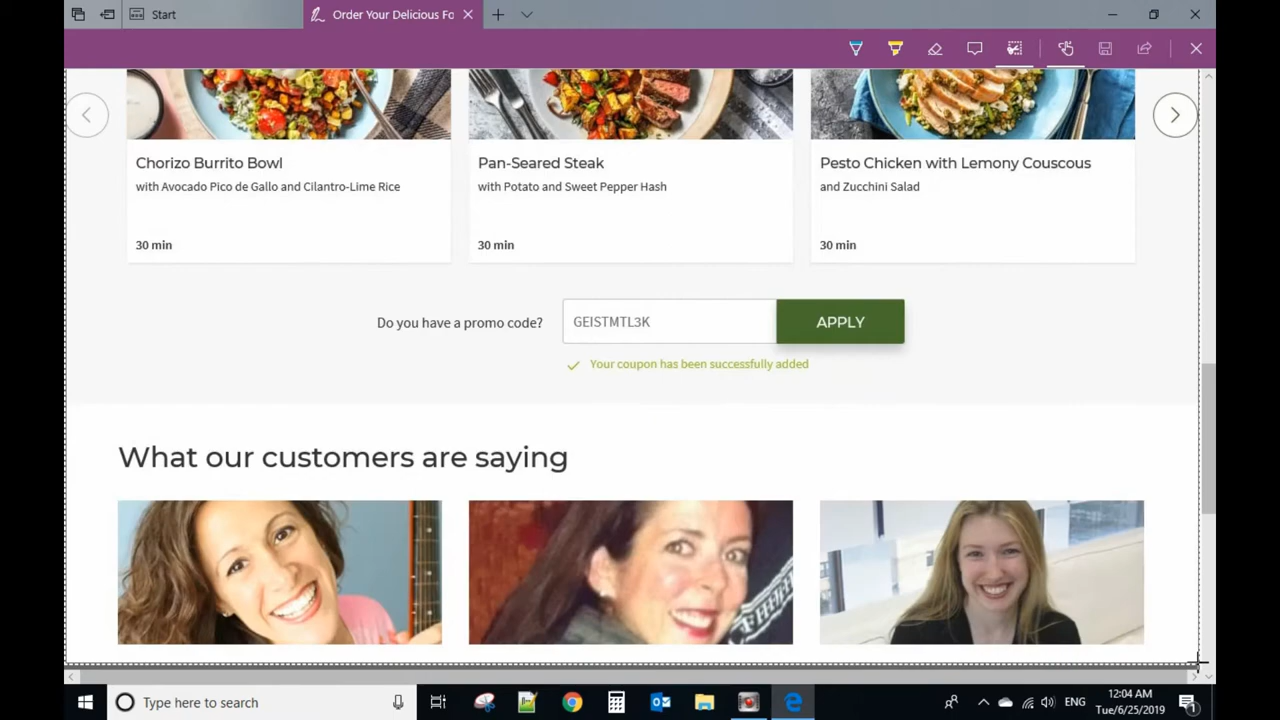 Start
Order Your Delicious Fo
Chorizo Burrito Bowl
with Avocado Pico de Gallo and Cilantro-Lime Rice
30 min
Pan-Seared Steak
with Potato and Sweet Pepper Hash
30 min
Pesto Chicken with Lemony Couscous
and Zucchini Salad
30 min
Do you have a promo code?
GEISTMTL3K
APPLY
Your coupon has been successfully added
What our customers are saying
Type here to search
ENG
12:04 AM
Tue/6/25/2019
1